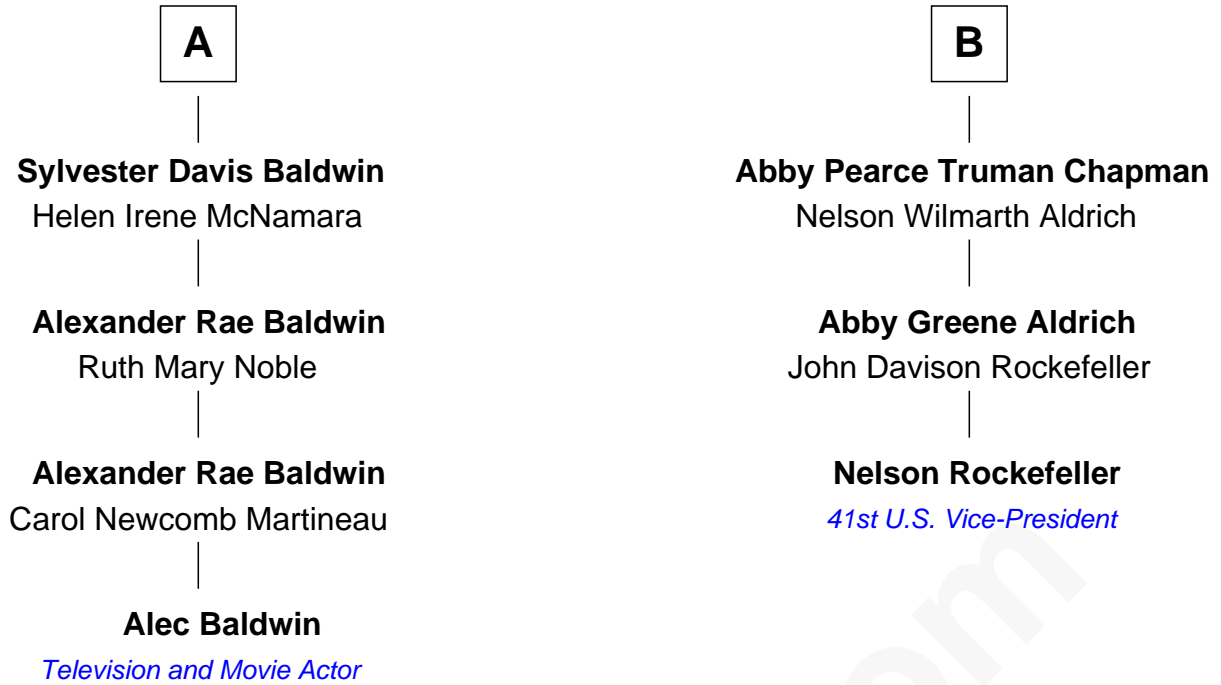 A
Sylvester Davis Baldwin
Helen Irene McNamara
Alexander Rae Baldwin
Ruth Mary Noble
Alexander Rae Baldwin
Carol Newcomb Martineau
Alec Baldwin
Television and Movie Actor
B
Abby Pearce Truman Chapman
Nelson Wilmarth Aldrich
Abby Greene Aldrich
John Davison Rockefeller
Nelson Rockefeller
41st U.S. Vice-President
om